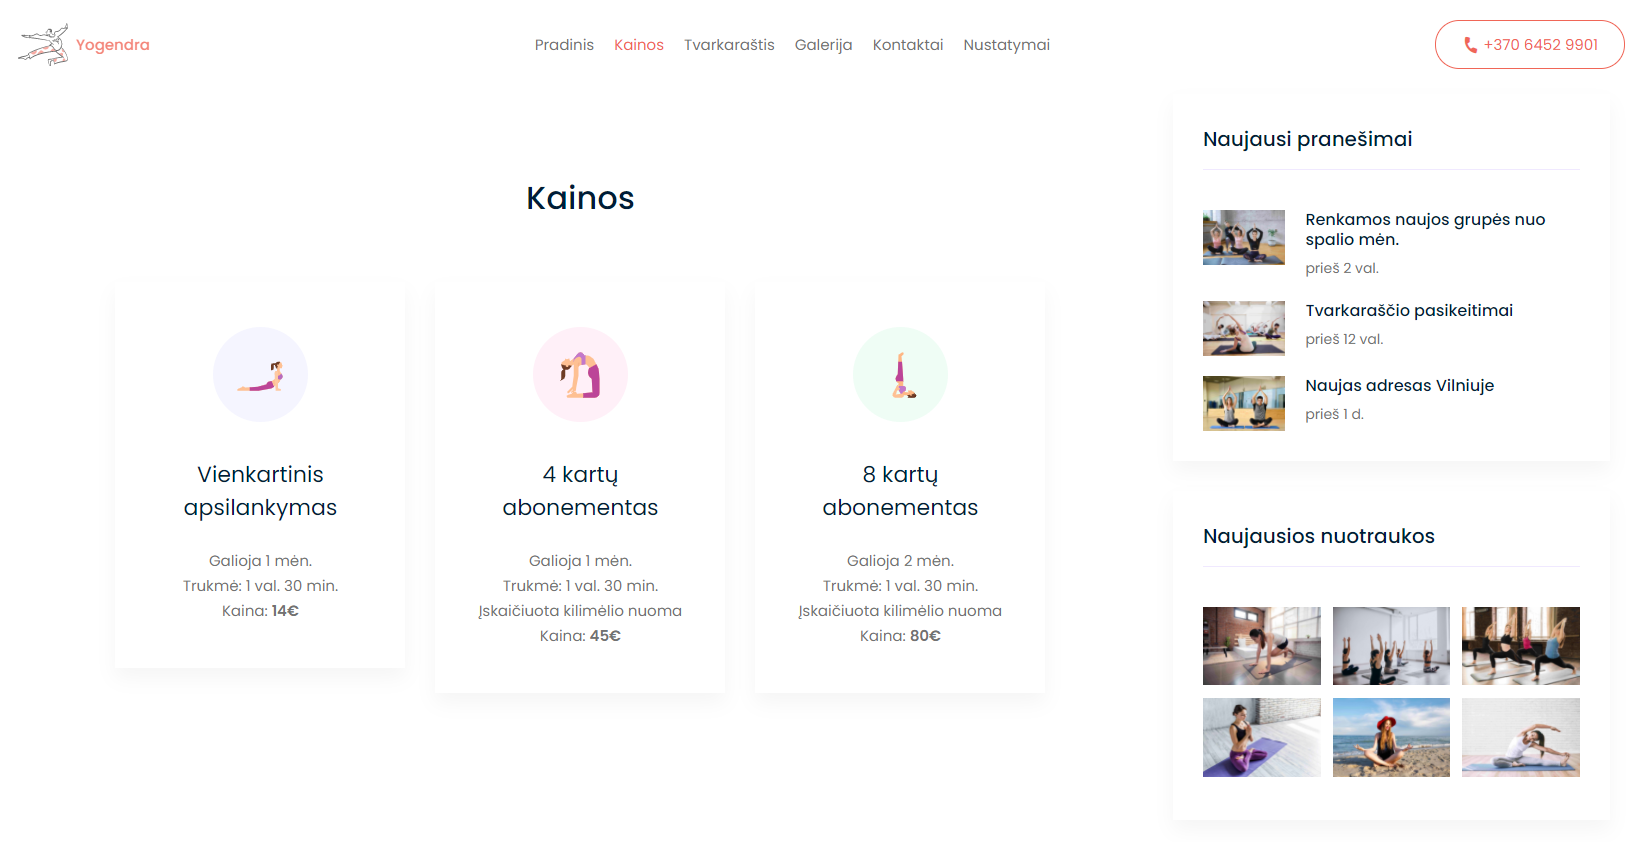 Yogendra
Pradinis Kainos Tvarkaraštis Galerija Kontaktai Nustatymai
+370 6452 9901
Kainos
Vienkartinis
apsilankymas
Galioja 1 mėn.
Trukmė: 1 val. 30 min.
Kaina: 14€
4 kartų
abonementas
Galioja 1 mėn.
Trukmė: 1 val. 30 min.
Įskaičiuota kilimėlio nuoma
Kaina: 45€
8 kartų
abonementas
Galioja 2 mėn.
Trukmė: 1 val. 30 min.
Įskaičiuota kilimėlio nuoma
Kaina: 80€
Naujausi pranešimai
Renkamos naujos grupės nuo
spalio mėn.
prieš 2 val.
Tvarkaraščio pasikeitimai
prieš 12 val.
Naujas adresas Vilniuje
prieš 1 d.
Naujausios nuotraukos